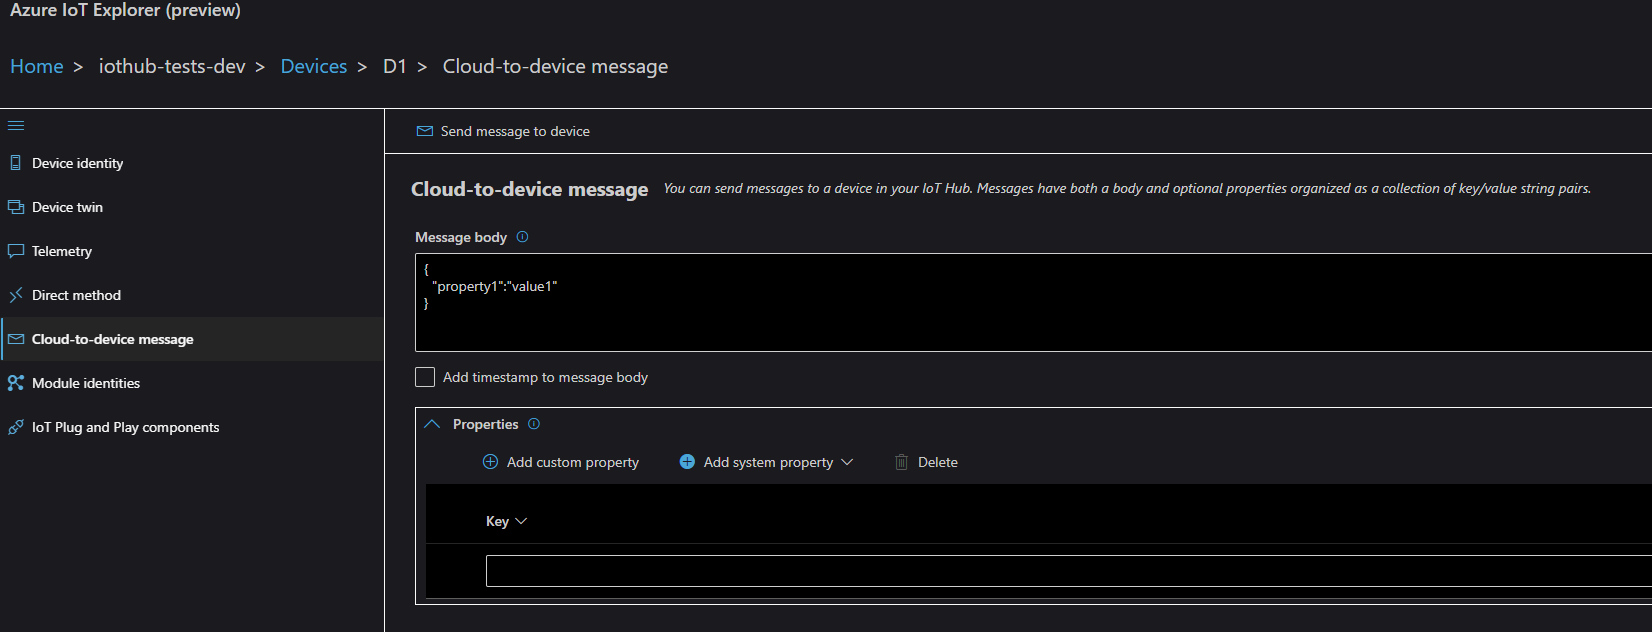 Azure IoT Explorer (preview)
Home > iothub-tests-dev > Devices > D1 > Cloud-to-device message
Device identity
Device twin
Telemetry
Direct method
Cloud-to-device message
Module identities
IoT Plug and Play components
Send message to device
Cloud-to-device message You can send messages to a device in your IoT Hub. Messages have both a body and optional properties organized as a collection of key/value string pairs.
Message body
{
"property1":"value1"
}
Add timestamp to message body
Properties
Add custom property Add system property Delete
Key